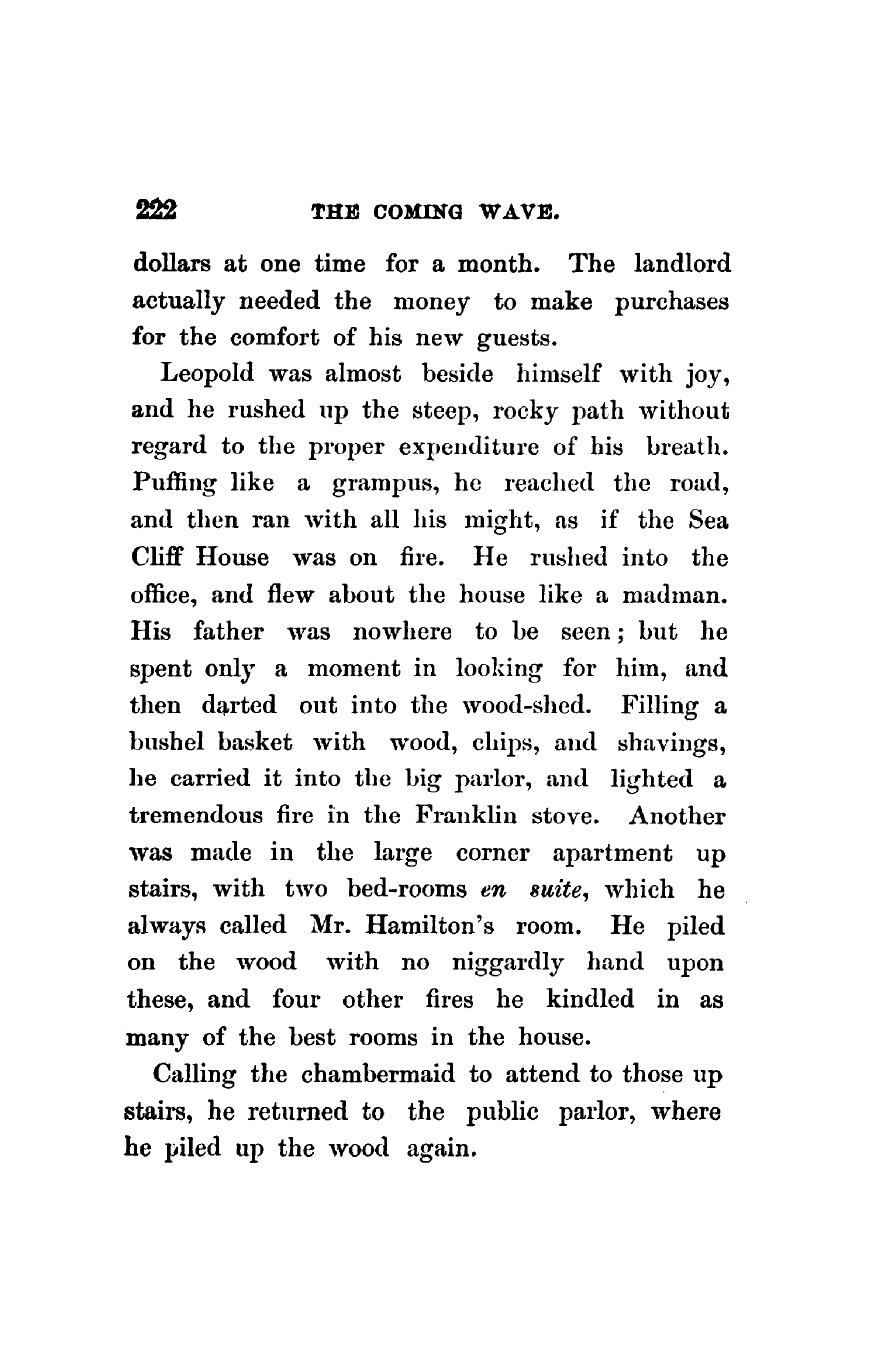 222 THE COMING WAVE.
dollars at one time for a month. The landlord
actually needed the money to make purchases
for the comfort of his new guests.
Leopold was almost beside himself with joy,
and he rushed up the steep, rocky path without
regard to the proper expenditure of his breath.
Puffing like a grampus, he reached the road,
and then ran with all his might, as if the Sea
Cliff House was on fire. He rushed into the
office, and flew about the house like a madman.
His father was nowhere to be seen; but he
spent only a moment in looking for him, and
then darted out into the wood-shed. Filling a
bushel basket with wood, chips, and shavings,
he carried it into the big parlor, and lighted a
tremendous fire in the Franklin stove. Another
was made in the large corner apartment up
stairs, with two bed-rooms en suite, which he
always called Mr. Hamilton's room. He piled
on the wood with no niggardly hand upon
these, and four other fires he kindled in as
many of the best rooms in the house.
Calling the chambermaid to attend to those up
stairs, he returned to the public parlor, where
he piled up the wood again.